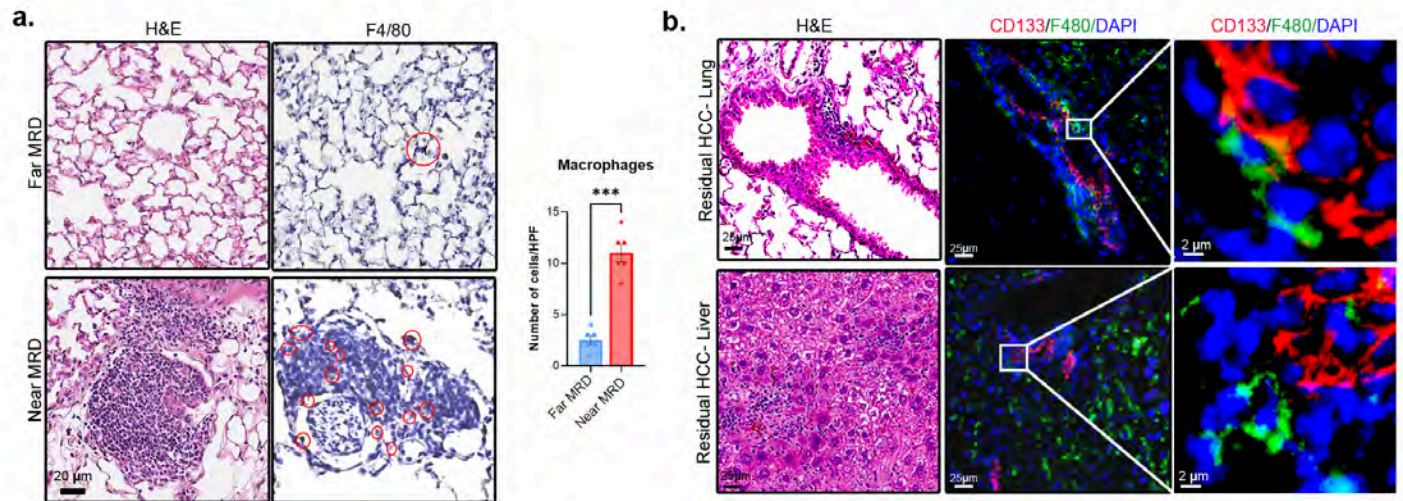 a.
H&E
F4/80
Far MRD
Near MRD
20 µm
Macrophages
***
Number of cells/HPF
15
10
5
0
Far MRD
Near MRD
b.
H&E
CD133/F480/DAPI
CD133/F480/DAPI
Residual HCC- Lung
25µm
25µm
2 µm
Residual HCC- Liver
25µm
25µm
2 µm